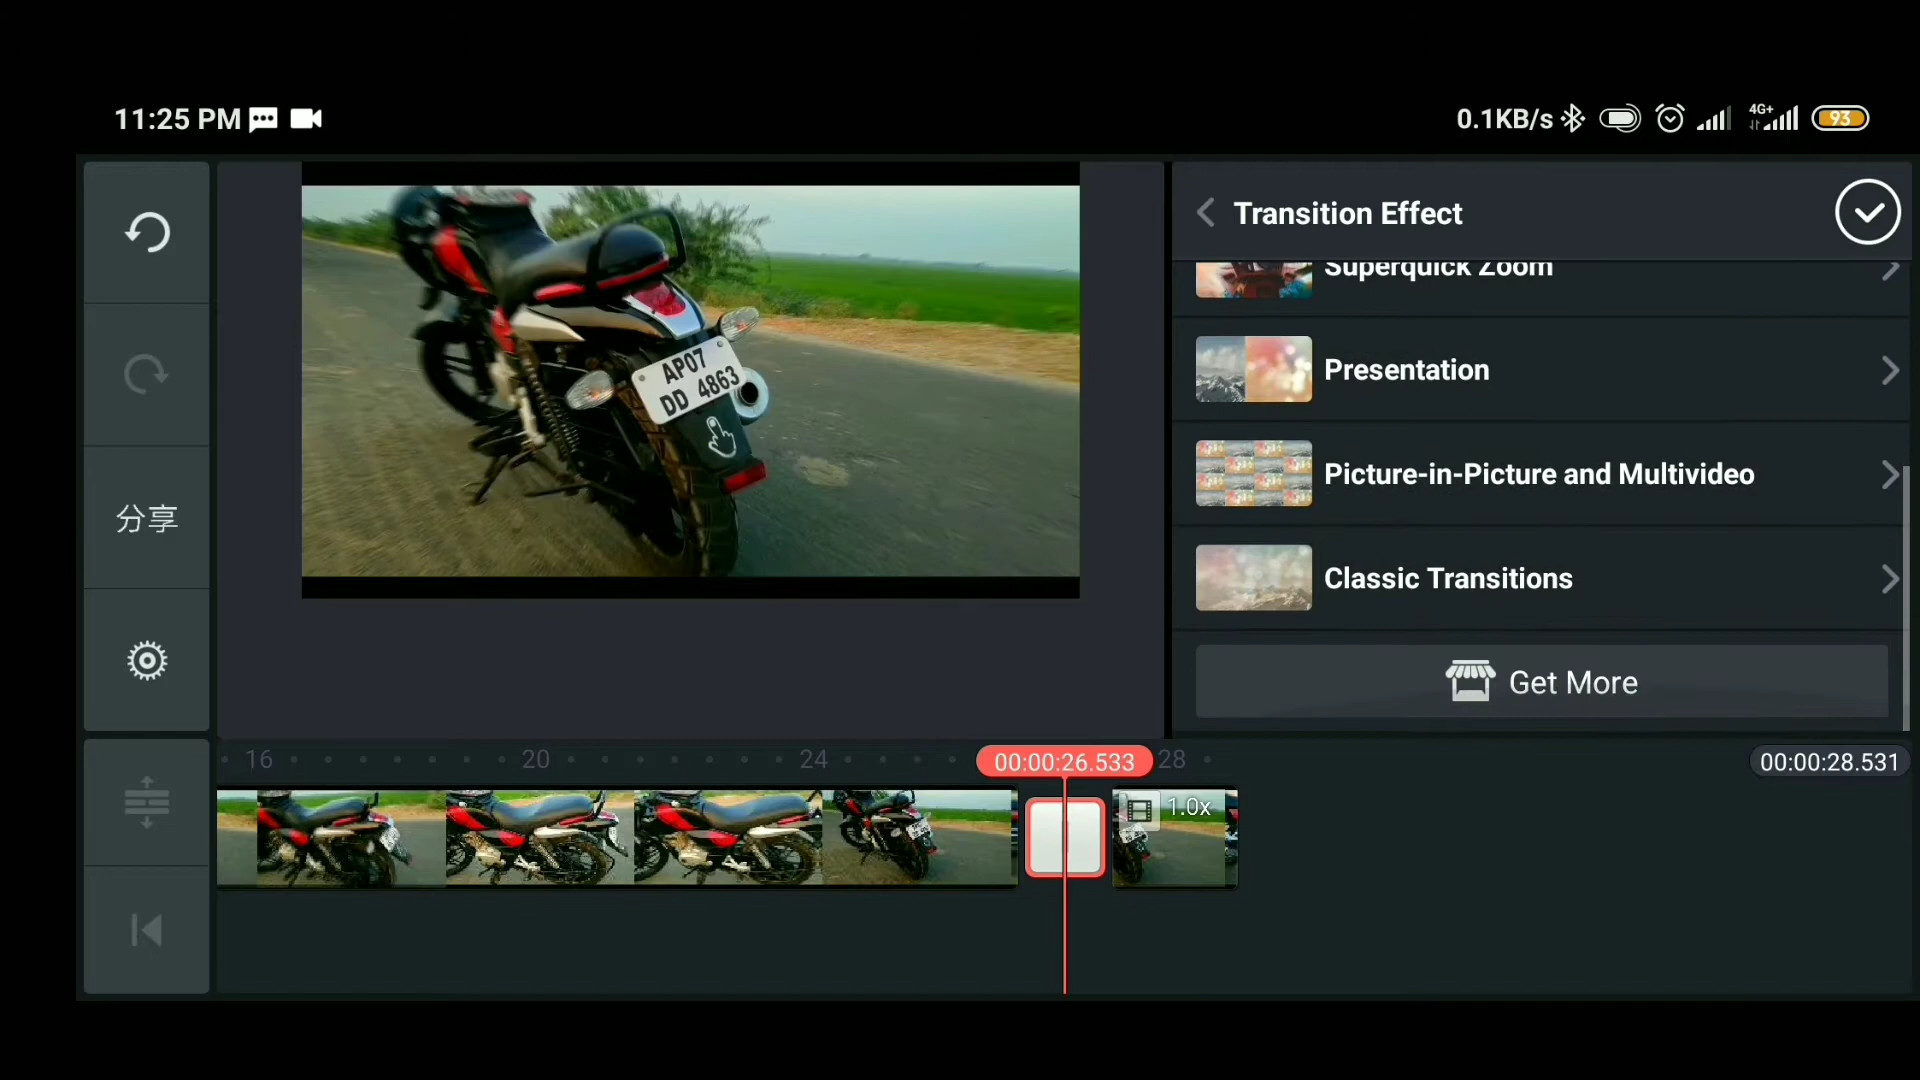 11:25 PM
0.1KB/s
4G+
93
Transition Effect
Superquick Zoom
Presentation
Picture-in-Picture and Multivideo
Classic Transitions
Get More
分享
AP07
DD 4863
16
20
24
00:00:26.533
28
00:00:28.531
1.0x